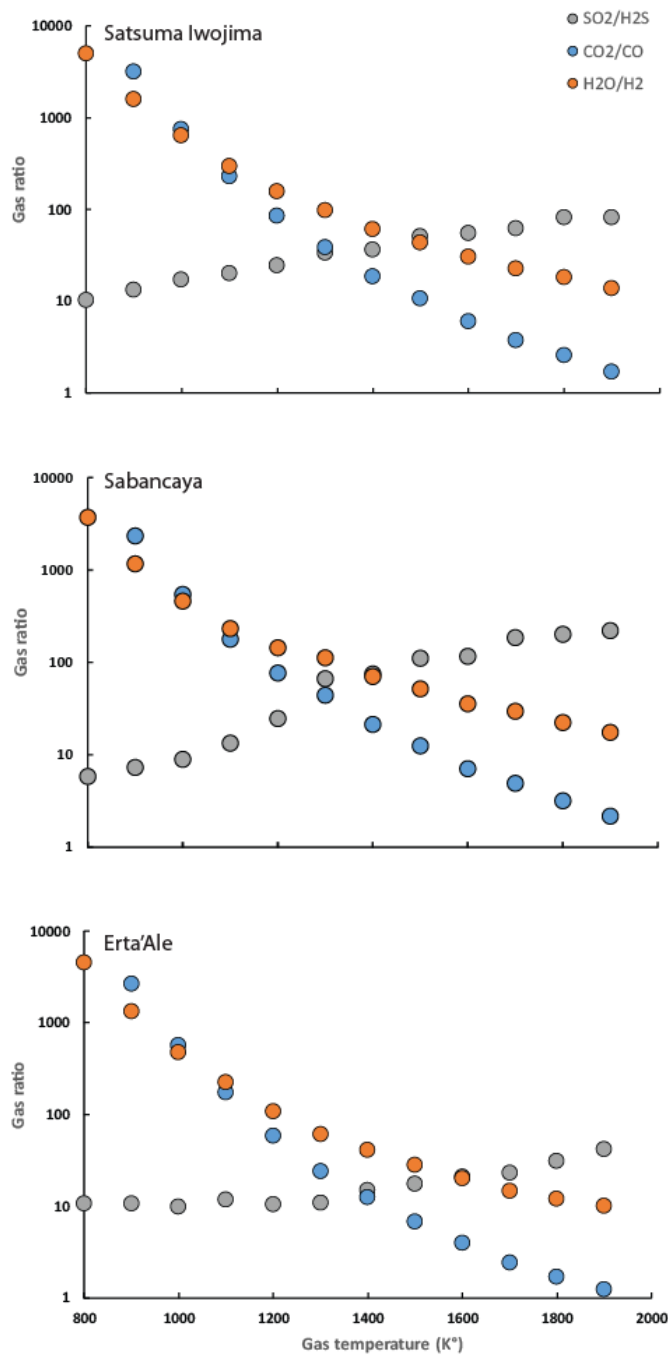 Satsuma Iwojima
SO2/H2S
CO2/CO
H2O/H2
10000
1000
100
10
1
Gas ratio
Sabancaya
10000
1000
100
10
1
Gas ratio
Erta'Ale
10000
1000
100
10
1
Gas ratio
800 1000 1200 1400 1600 1800 2000
Gas temperature (K°)